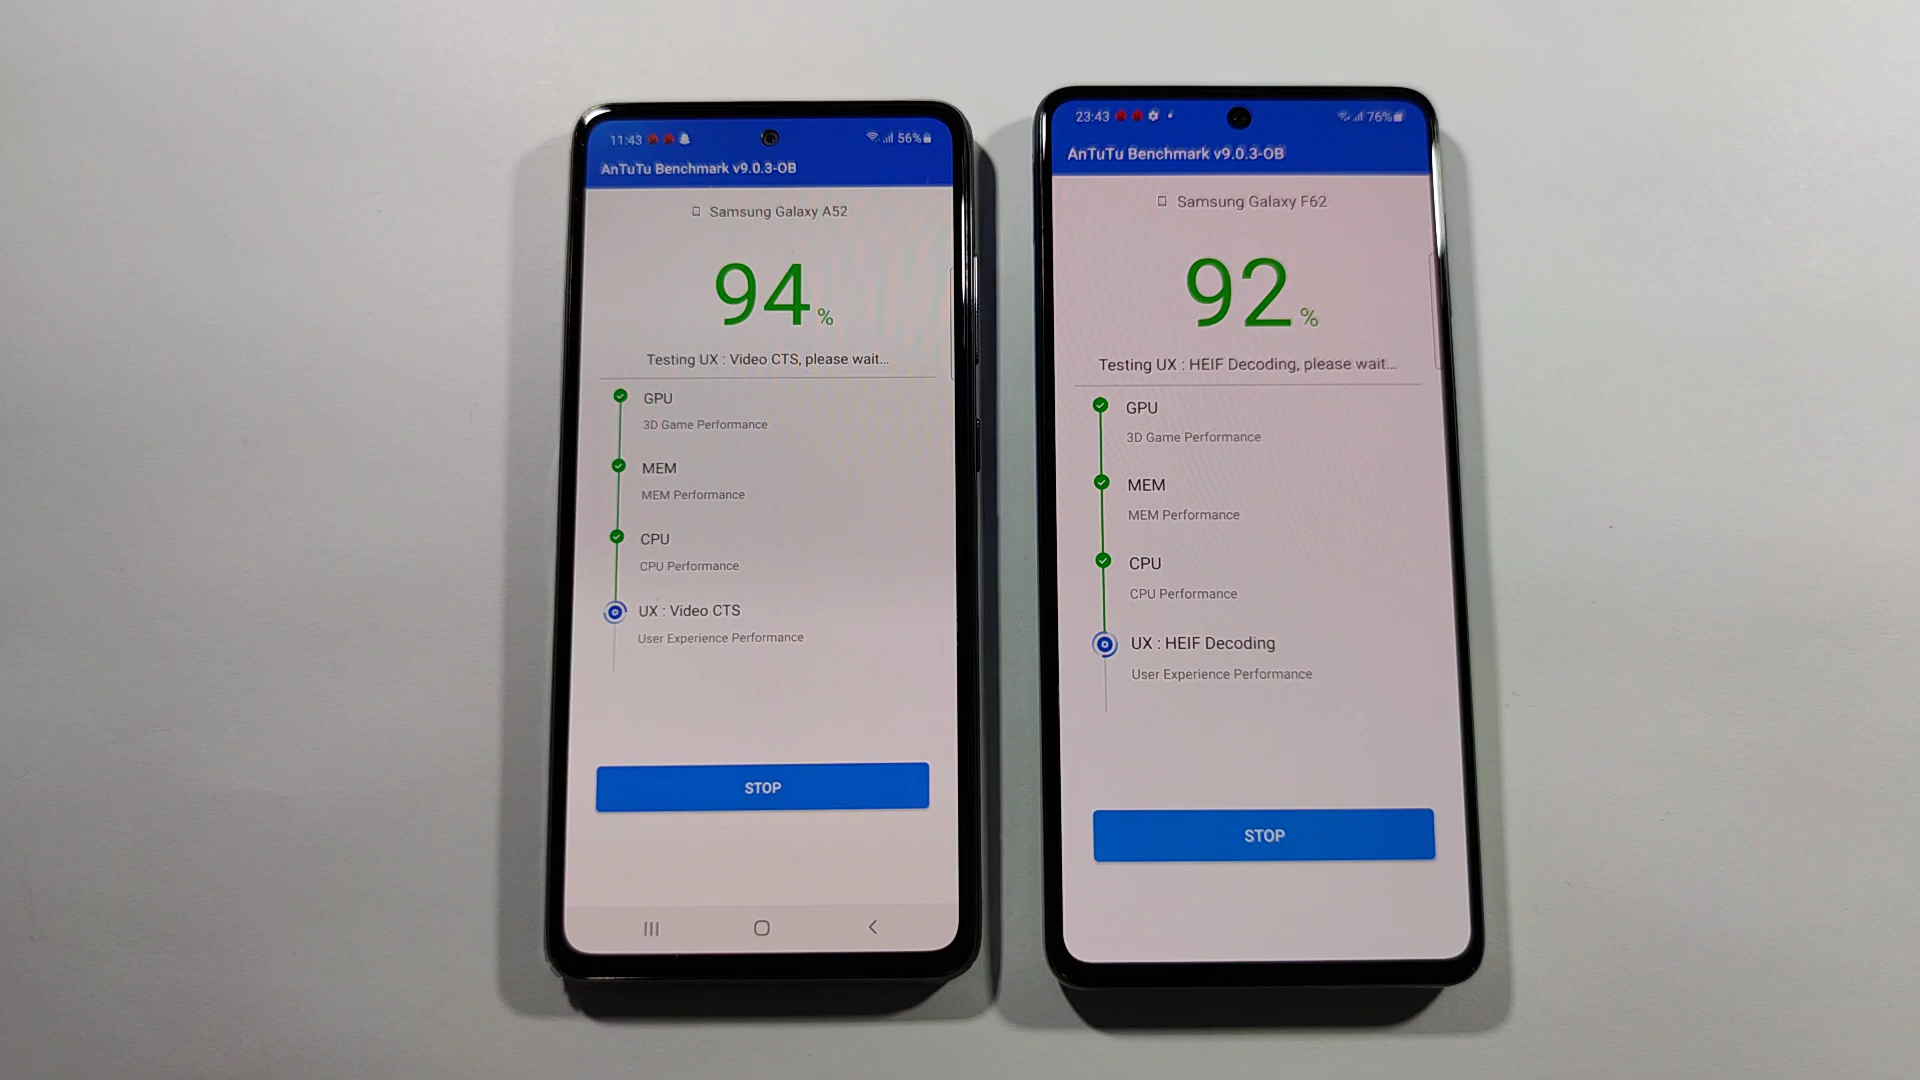 11:43
56%
AnTuTu Benchmark v9.0.3-OB
Samsung Galaxy A52
94%
Testing UX : Video CTS, please wait...
GPU
3D Game Performance
MEM
MEM Performance
CPU
CPU Performance
UX : Video CTS
User Experience Performance
STOP
23:43
76%
AnTuTu Benchmark v9.0.3-OB
Samsung Galaxy F62
92%
Testing UX : HEIF Decoding, please wait...
GPU
3D Game Performance
MEM
MEM Performance
CPU
CPU Performance
UX : HEIF Decoding
User Experience Performance
STOP